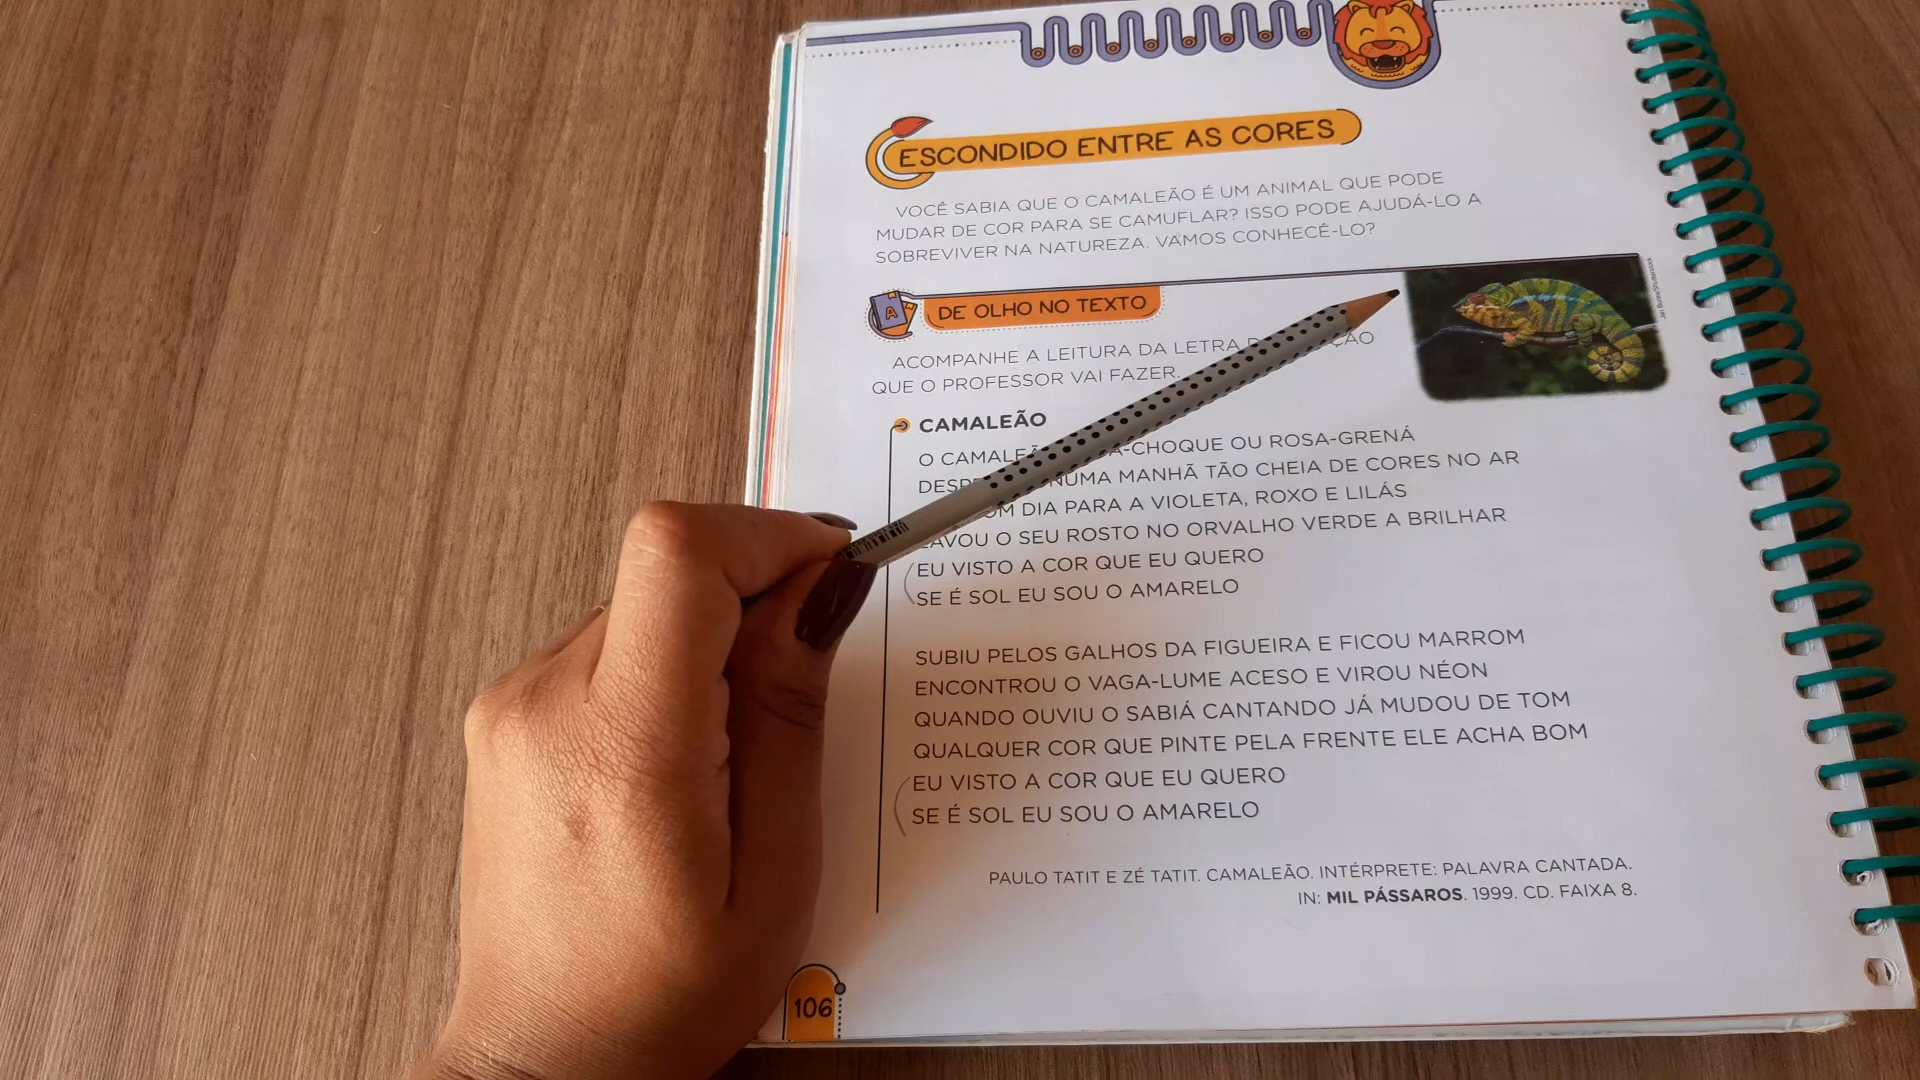 ESCONDIDO ENTRE AS CORES
VOCÊ SABIA QUE O CAMALEÃO É UM ANIMAL QUE PODE
MUDAR DE COR PARA SE CAMUFLAR? ISSO PODE AJUDÁ-LO A
SOBREVIVER NA NATUREZA. VAMOS CONHECÊ-LO?
A
DE OLHO NO TEXTO
ACOMPANHE A LEITURA DA LETRA
QUE O PROFESSOR VAI FAZER.
CAMALEÃO
O -CHOQUE OU ROSA-GRENÁ
NUMA MANHÃ TÃO CHEIA DE CORES NO AR
DIA PARA A VIOLETA, ROXO E LILÁS
LAVOU O SEU ROSTO NO ORVALHO VERDE A BRILHAR
EU VISTO A COR QUE EU QUERO
SE É SOL EU SOU O AMARELO
SUBIU PELOS GALHOS DA FIGUEIRA E FICOU MARROM
ENCONTROU O VAGA-LUME ACESO E VIROU NÉON
QUANDO OUVIU O SABIÁ CANTANDO JÁ MUDOU DE TOM
QUALQUER COR QUE PINTE PELA FRENTE ELE ACHA BOM
EU VISTO A COR QUE EU QUERO
SE É SOL EU SOU O AMARELO
PAULO TATIT E ZÉ TATIT. CAMALEÃO. INTÉRPRETE: PALAVRA CANTADA.
IN: MIL PÁSSAROS. 1999. CD. FAIXA 8.
106